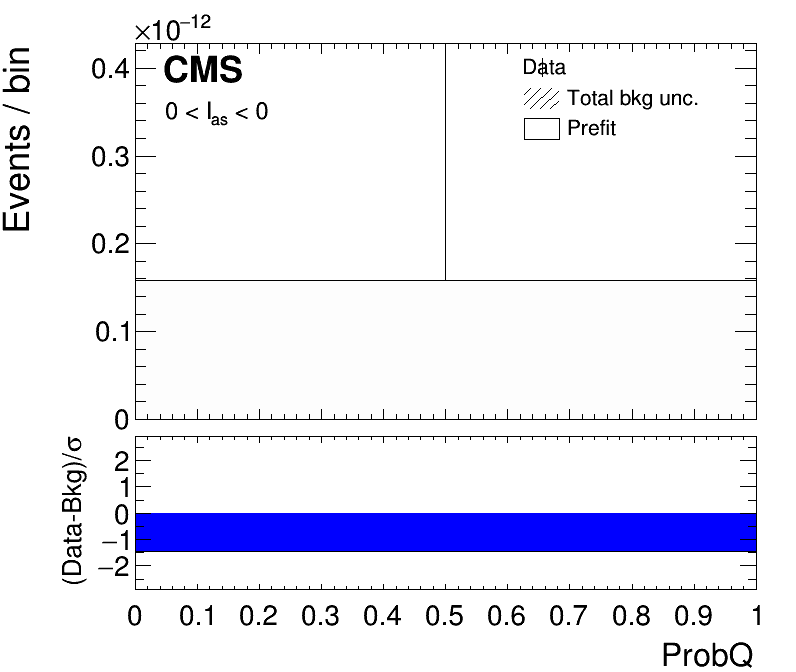 ×10⁻¹²
Events / bin
0.4
0.3
0.2
0.1
0
CMS
0 < Iₐₛ < 0
Data
Total bkg unc.
Prefit
(Data-Bkg)/σ
2
1
0
−1
−2
0 0.1 0.2 0.3 0.4 0.5 0.6 0.7 0.8 0.9 1
ProbQ